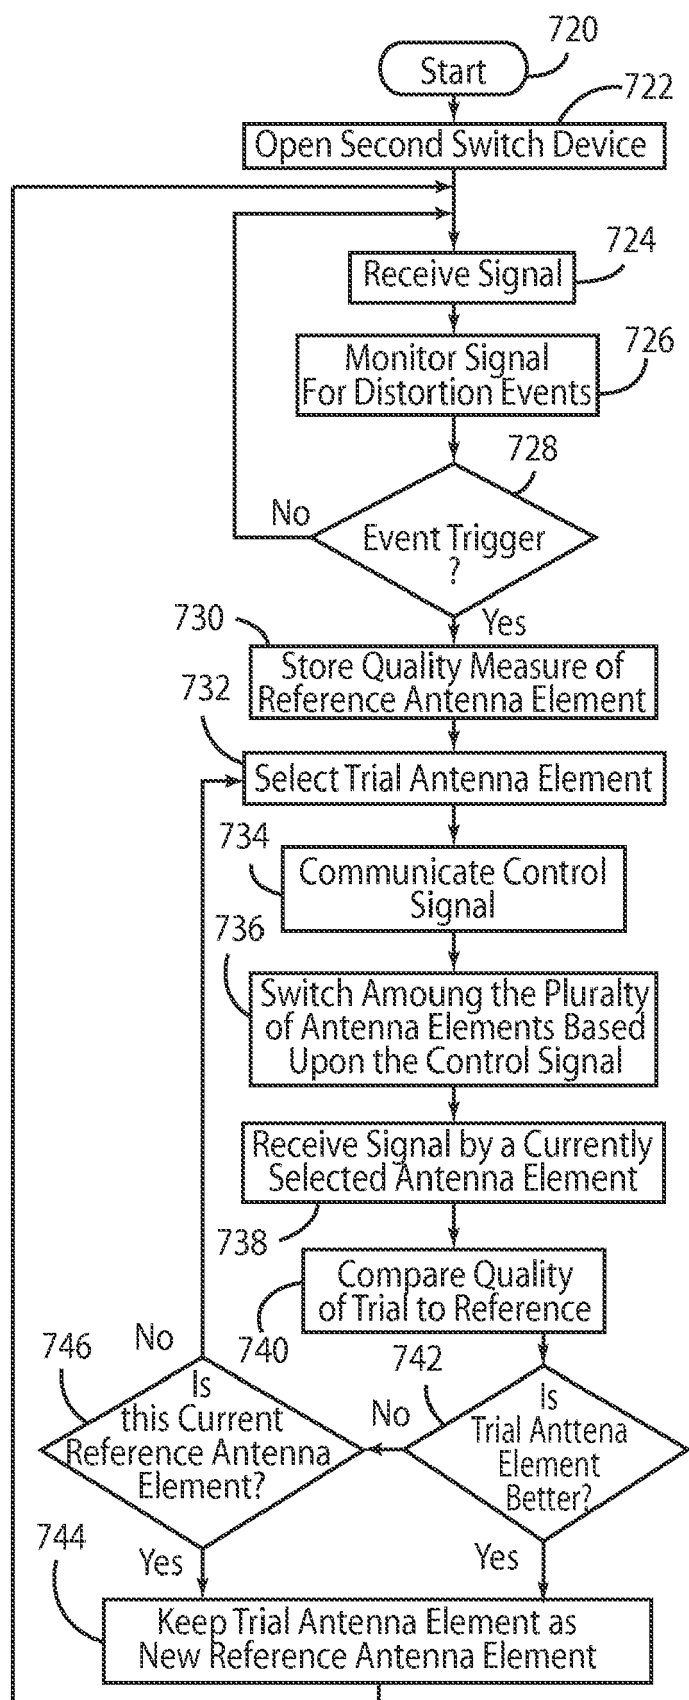 720
Start
722
Open Second Switch Device
724
Receive Signal
726
Monitor Signal
For Distortion Events
728
No
Event Trigger
?
Yes
730
Store Quality Measure of
Reference Antenna Element
732
Select Trial Antenna Element
734
Communicate Control
Signal
736
Switch Amoung the Pluralty
of Antenna Elements Based
Upon the Control Signal
Receive Signal by a Currently
Selected Antenna Element
738
Compare Quality
of Trial to Reference
740
742
Is
Trial Anttena
Element
Better?
No
Yes
746
No
Is
this Current
Reference Antenna
Element?
Yes
744
Keep Trial Antenna Element as
New Reference Antenna Element